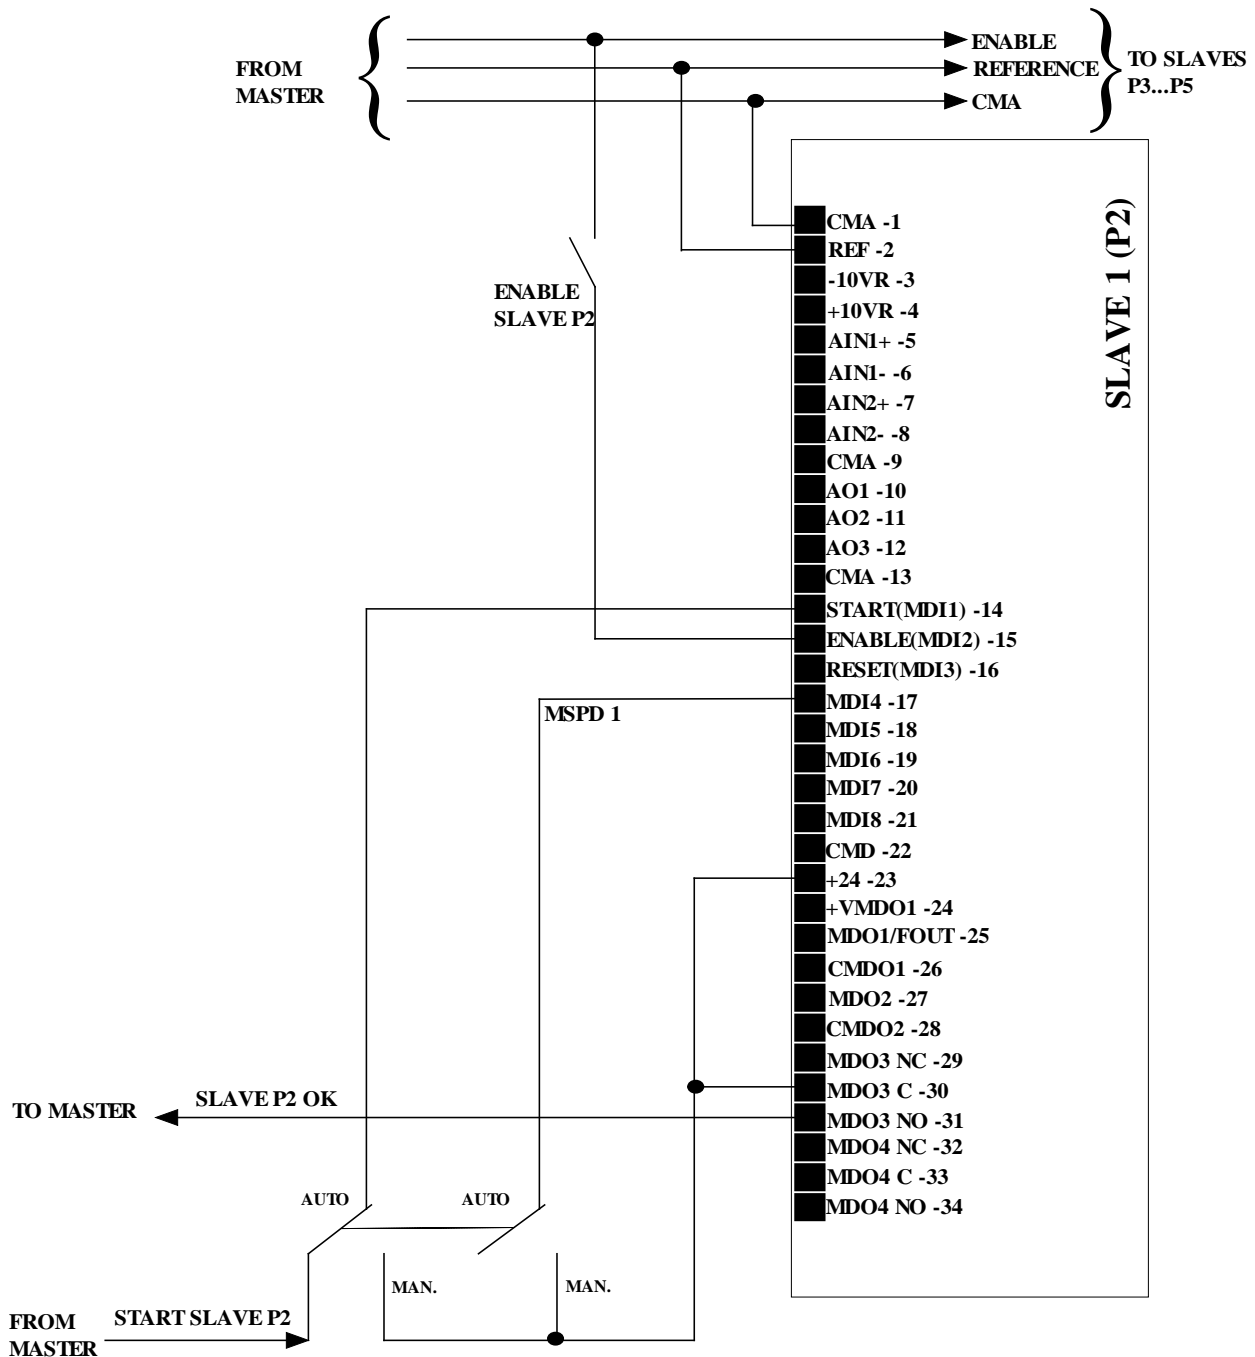 ENABLE
FROM
MASTER
REFERENCE
TO SLAVES
P3...P5
CMA
SLAVE 1 (P2)
CMA -1
REF -2
-10VR -3
+10VR -4
ENABLE
SLAVE P2
AIN1+ -5
AIN1- -6
AIN2+ -7
AIN2- -8
CMA -9
AO1 -10
AO2 -11
AO3 -12
CMA -13
START(MDI1) -14
ENABLE(MDI2) -15
RESET(MDI3) -16
MDI4 -17
MSPD 1
MDI5 -18
MDI6 -19
MDI7 -20
MDI8 -21
CMD -22
+24 -23
+VMDO1 -24
MDO1/FOUT -25
CMDO1 -26
MDO2 -27
CMDO2 -28
MDO3 NC -29
MDO3 C -30
MDO3 NO -31
TO MASTER
SLAVE P2 OK
MDO4 NC -32
MDO4 C -33
MDO4 NO -34
AUTO
AUTO
MAN.
MAN.
FROM
MASTER
START SLAVE P2